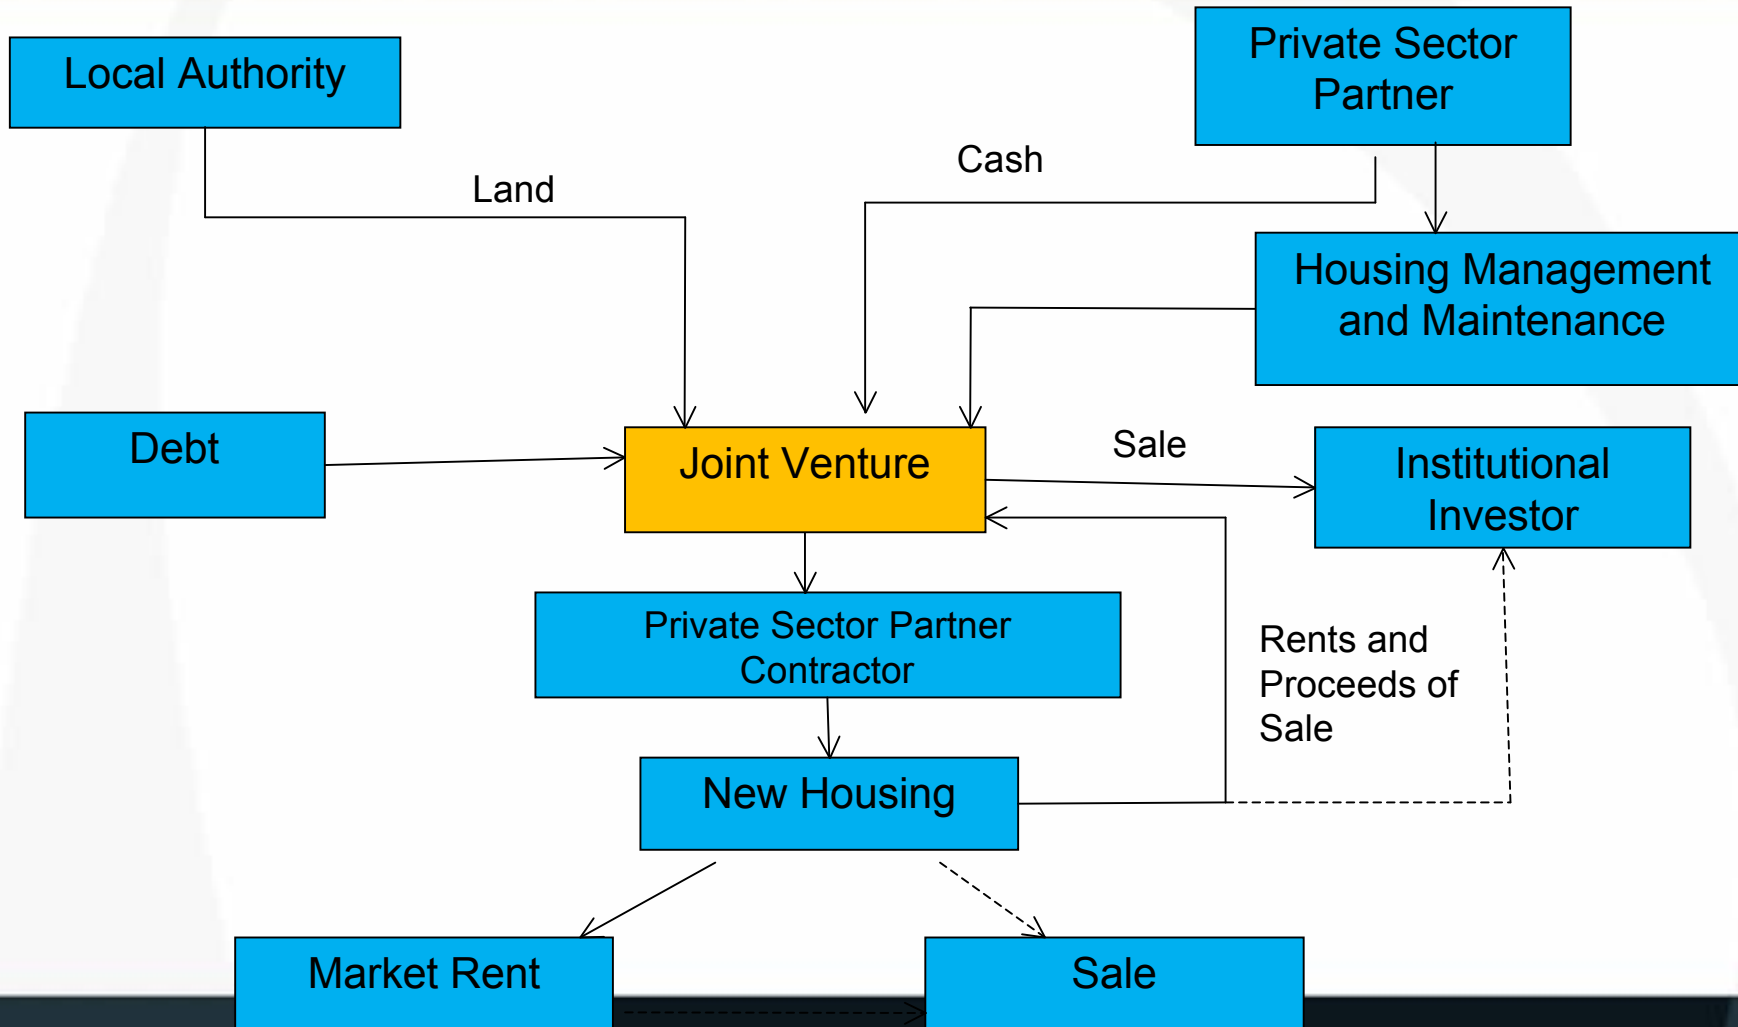 Local Authority
Private Sector
Partner
Cash
Land
Housing Management
and Maintenance
Debt
Joint Venture
Sale
Institutional
Investor
Private Sector Partner
Contractor
Rents and
Proceeds of
Sale
New Housing
Market Rent
Sale